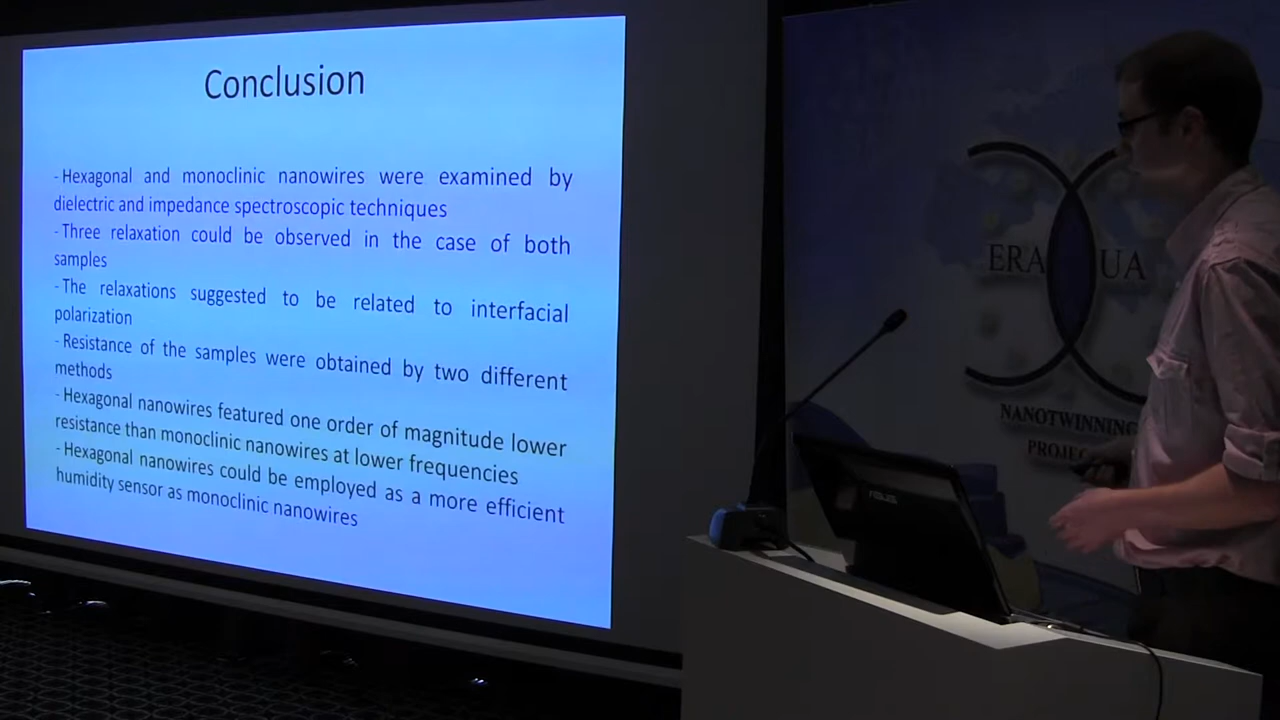 Conclusion
- Hexagonal and monoclinic nanowires were examined by
dielectric and impedance spectroscopic techniques
- Three relaxation could be observed in the case of both
samples
- The relaxations suggested to be related to interfacial
polarization
- Resistance of the samples were obtained by two different
methods
- Hexagonal nanowires featured one order of magnitude lower
resistance than monoclinic nanowires at lower frequencies
- Hexagonal nanowires could be employed as a more efficient
humidity sensor as monoclinic nanowires
ERA UA
NANOTWINNING
PROJEC
ASUS